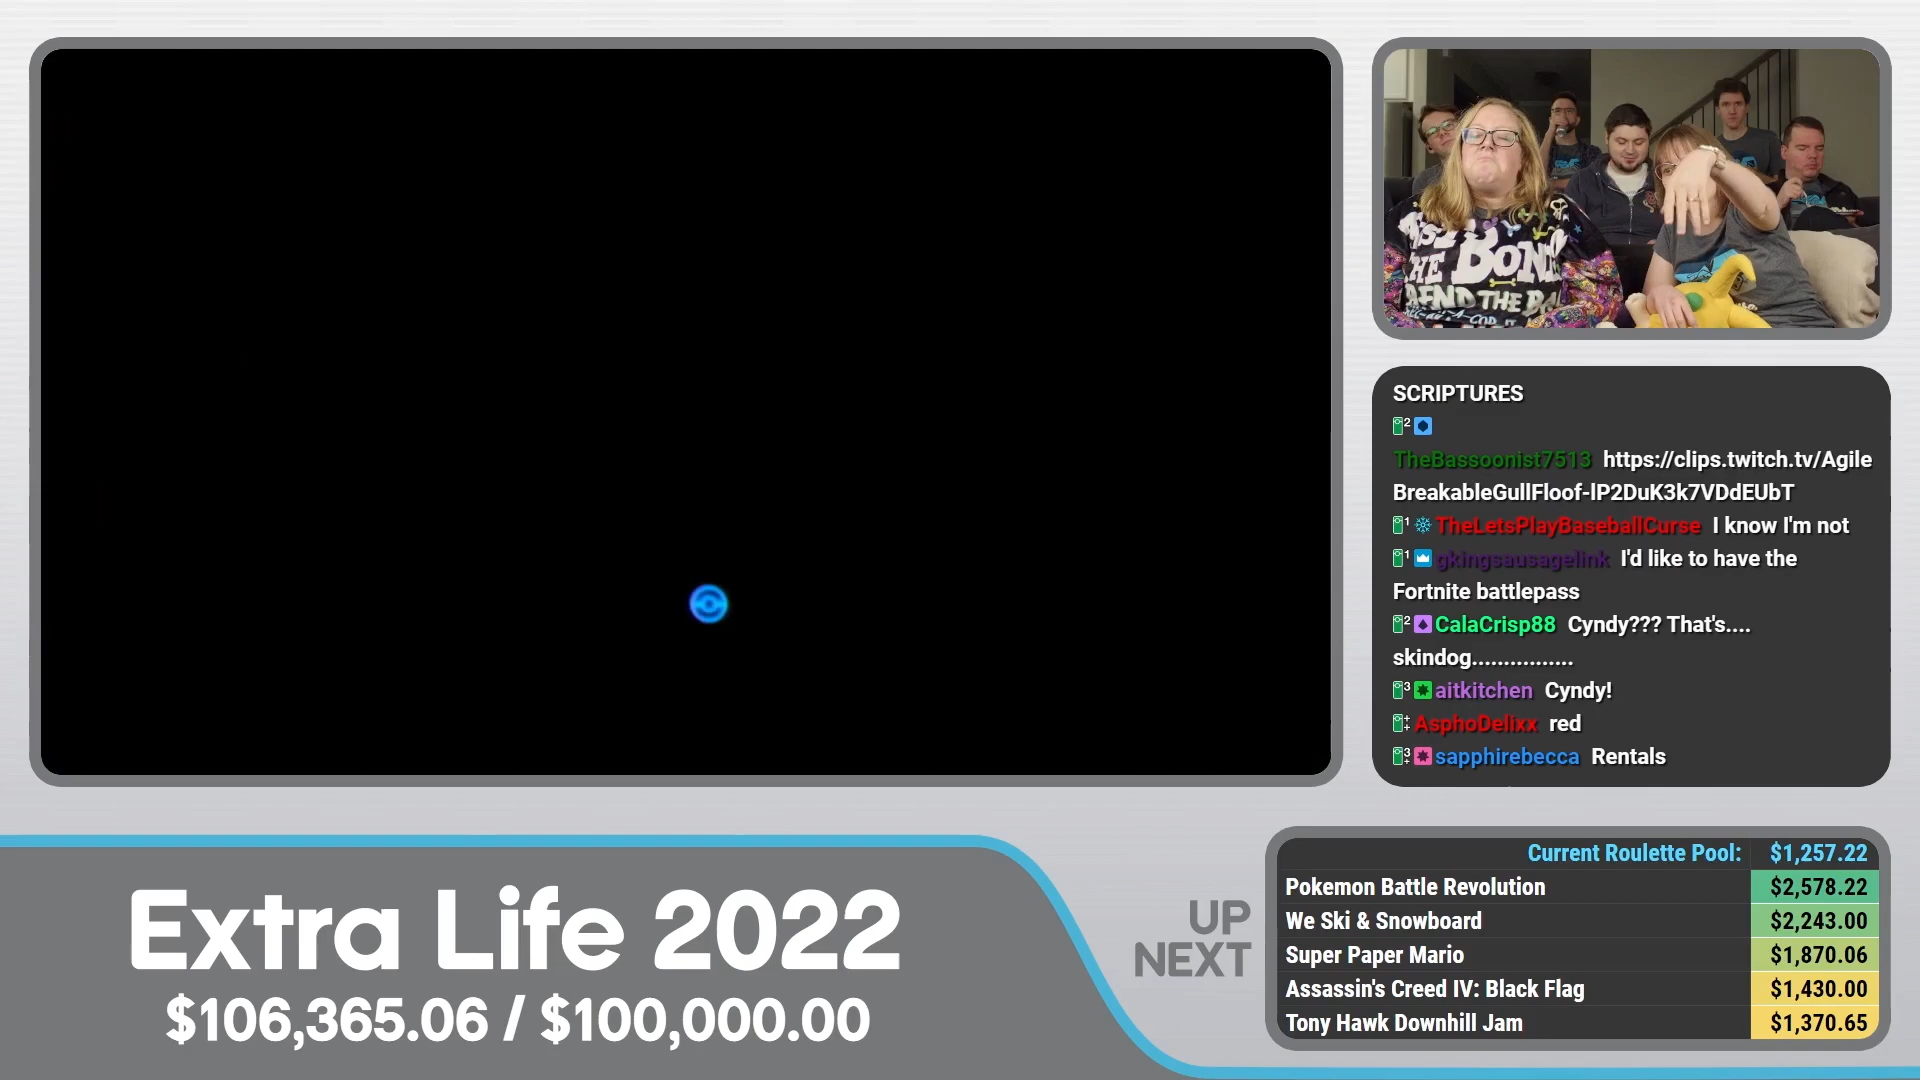 SCRIPTURES
TheBassoonist7513 https://clips.twitch.tv/Agile
BreakableGullFloof-lP2DuK3k7VDdEUbT
TheLetsPlayBaseballCurse I know I'm not
gkingsausagelink I'd like to have the
Fortnite battlepass
CalaCrisp88 Cyndy??? That's....
skindog................
aitkitchen Cyndy!
AsphoDelixx red
sapphirebecca Rentals
Extra Life 2022
$106,365.06 / $100,000.00
UP
NEXT
Current Roulette Pool: $1,257.22
Pokemon Battle Revolution $2,578.22
We Ski & Snowboard $2,243.00
Super Paper Mario $1,870.06
Assassin's Creed IV: Black Flag $1,430.00
Tony Hawk Downhill Jam $1,370.65